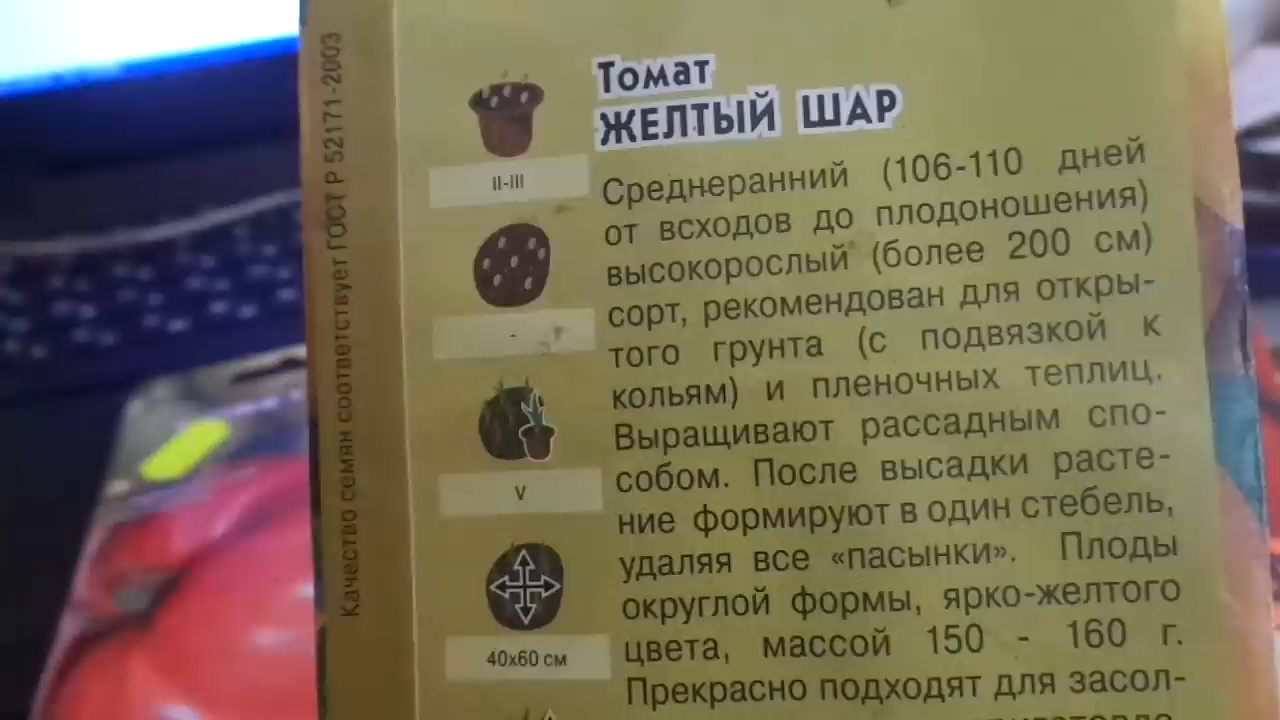 Томат
ЖЕЛТЫЙ ШАР
Среднеранний (106-110 дней
от всходов до плодоношения)
высокорослый (более 200 см)
сорт, рекомендован для откры-
того грунта (с подвязкой к
кольям) и пленочных теплиц.
Выращивают рассадным спо-
собом. После высадки расте-
ние формируют в один стебель,
удаляя все «пасынки». Плоды
округлой формы, ярко-желтого
цвета, массой 150 - 160 г.
Прекрасно подходят для засол-
II-III
-
V
40х60 см
Качество семян соответствует ГОСТ Р 52171-2003